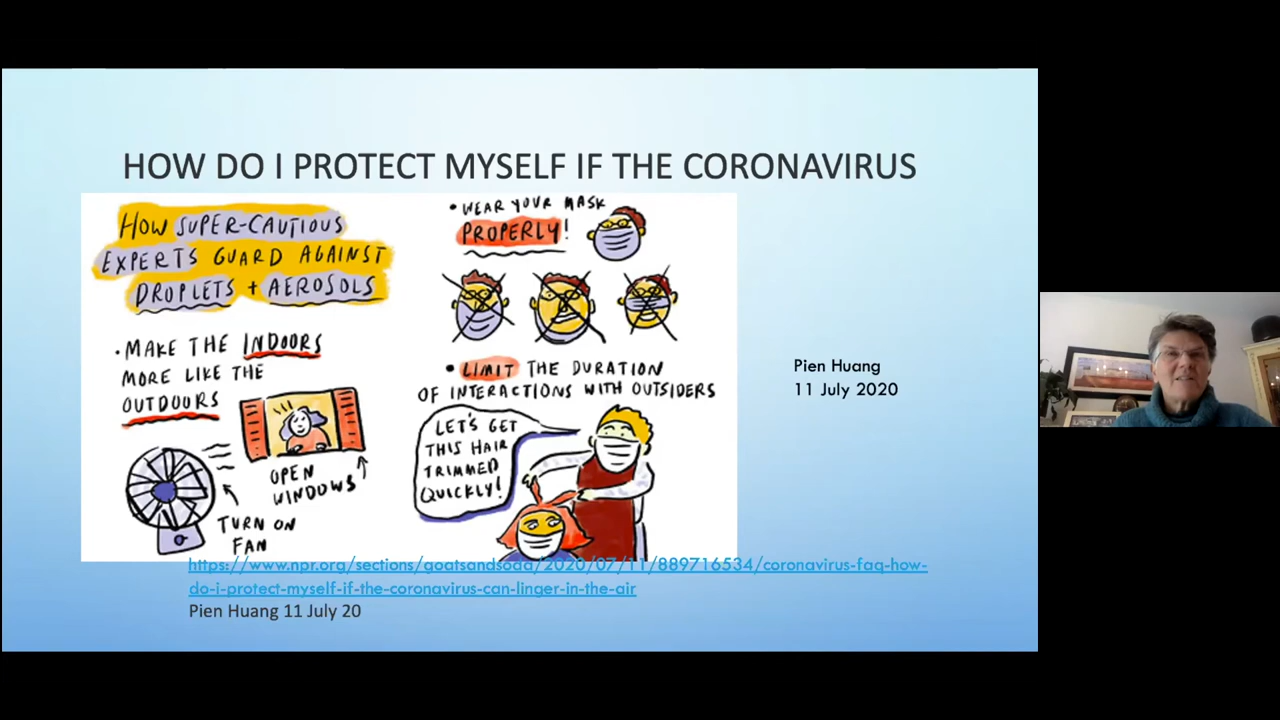 HOW DO I PROTECT MYSELF IF THE CORONAVIRUS
HOW SUPER-CAUTIOUS
EXPERTS GUARD AGAINST
DROPLETS + AEROSOLS
• MAKE THE INDOORS
MORE LIKE THE
OUTDOORS
OPEN
WINDOWS
TURN ON
FAN
• WEAR YOUR MASK
PROPERLY!
• LIMIT THE DURATION
OF INTERACTIONS WITH OUTSIDERS
LET'S GET
THIS HAIR
TRIMMED
QUICKLY!
Pien Huang
11 July 2020
https://www.npr.org/sections/goatsandsoda/2020/07/11/889716534/coronavirus-faq-how-
do-i-protect-myself-if-the-coronavirus-can-linger-in-the-air
Pien Huang 11 July 20